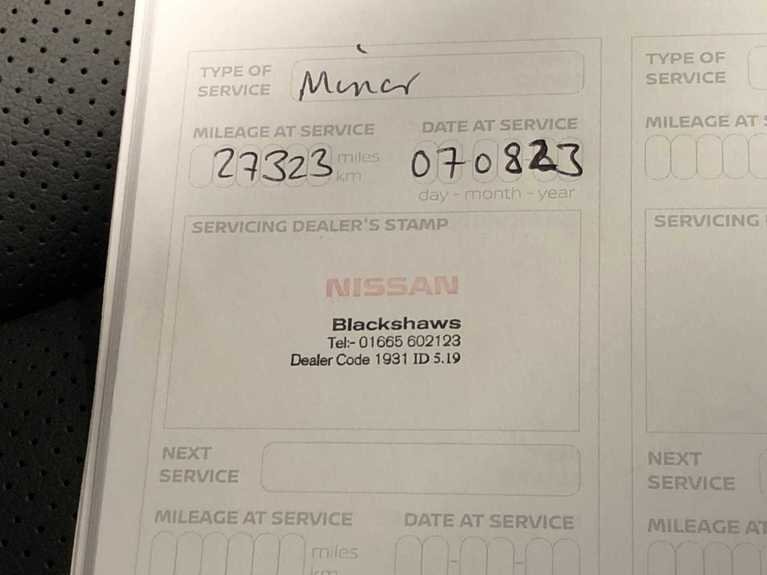 TYPE OF SERVICE Minor
TYPE OF SERVICE
MILEAGE AT SERVICE DATE AT SERVICE
MILEAGE AT
27323 miles km 070823
day - month - year
SERVICING DEALER'S STAMP
SERVICING
NISSAN
Blackshaws
Tel:- 01665 602123
Dealer Code 1931 ID 5.19
NEXT SERVICE
NEXT SERVICE
MILEAGE AT SERVICE DATE AT SERVICE
MILEAGE AT
miles
km